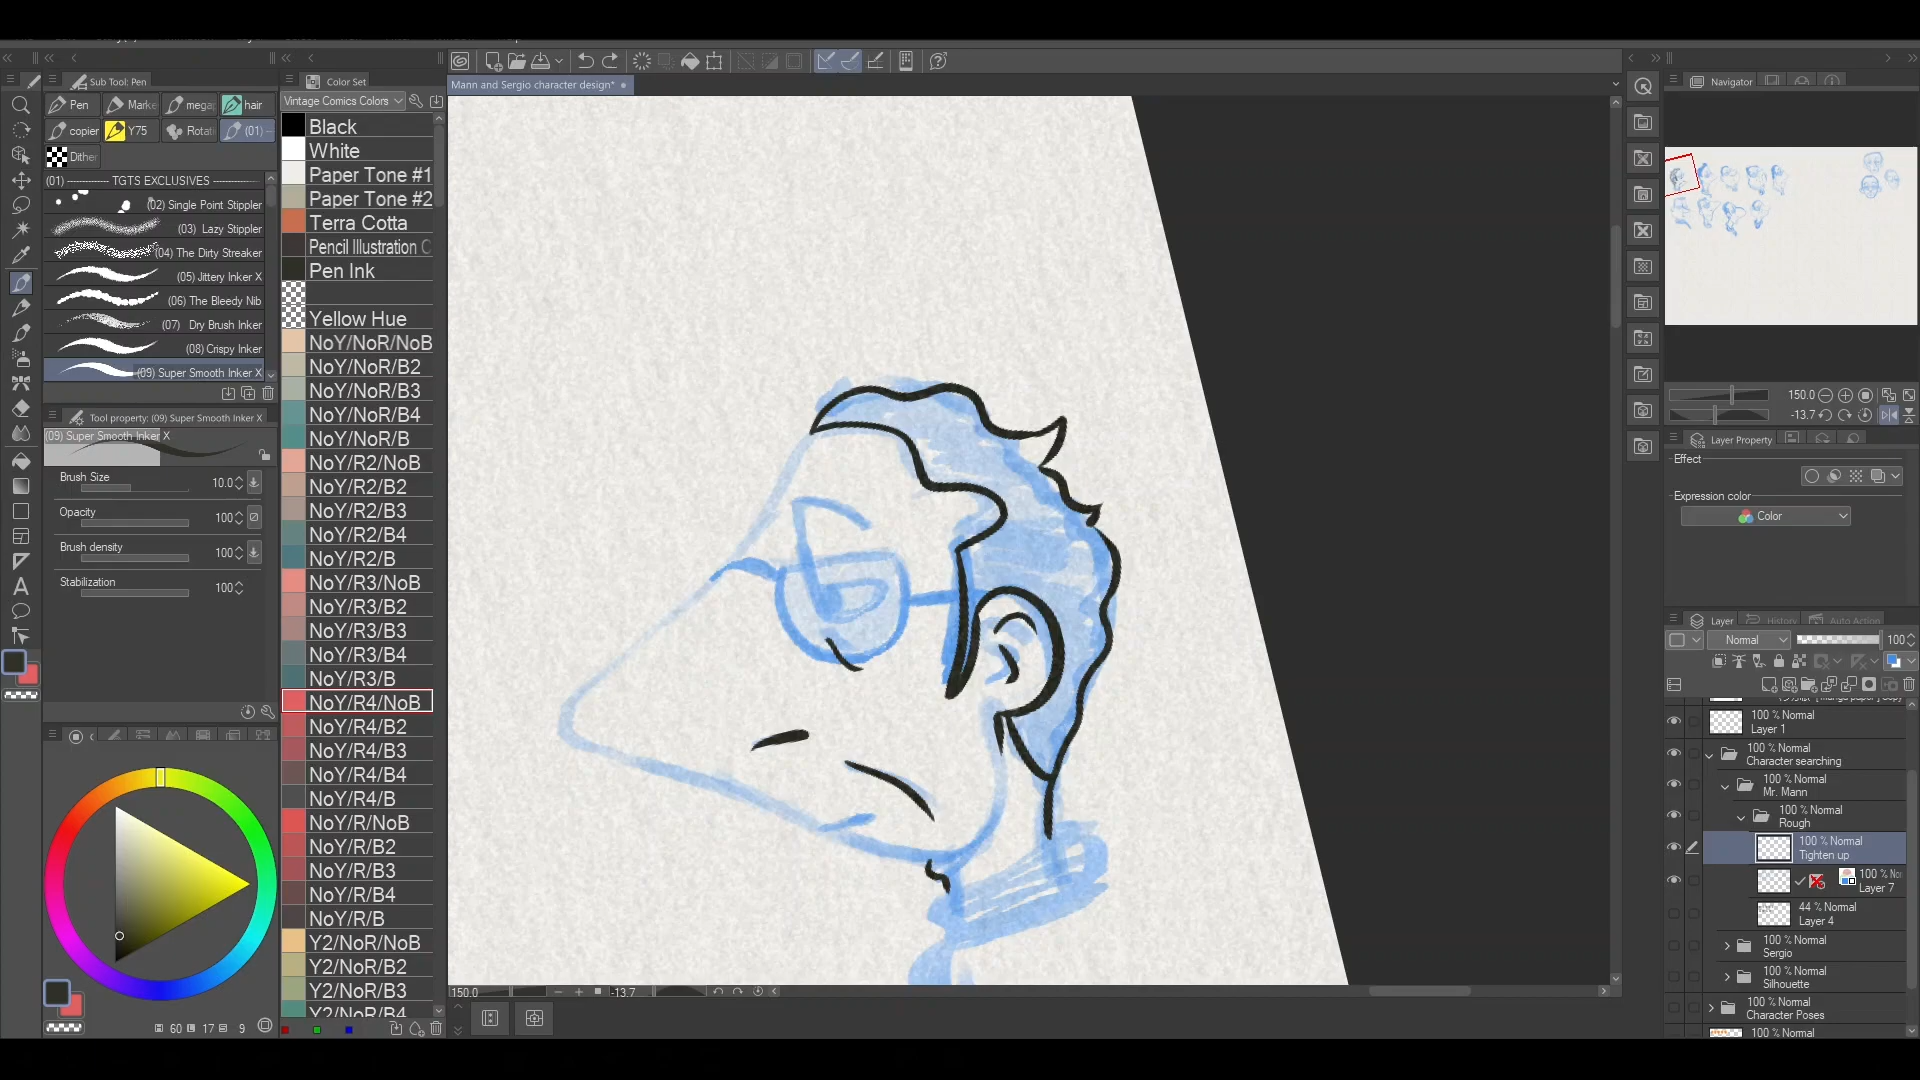 Sub Tool: Pen
Color Set
Pen
Marke
mega
hair
copier
Y75
Rotati
(01) -
Dither
(01) ------------ TGTS EXCLUSIVES ------------
(02) Single Point Stippler
(03) Lazy Stippler
(04) The Dirty Streaker
(05) Jittery Inker X
(06) The Bleedy Nib
(07) Dry Brush Inker
(08) Crispy Inker
(09) Super Smooth Inker X
Tool property: (09) Super Smooth Inker X
(09) Super Smooth Inker X
Brush Size
10.0
Opacity
100
Brush density
100
Stabilization
100
60 17 9
Vintage Comics Colors
Black
White
Paper Tone #1
Paper Tone #2
Terra Cotta
Pencil Illustration C
Pen Ink
Yellow Hue
NoY/NoR/NoB
NoY/NoR/B2
NoY/NoR/B3
NoY/NoR/B4
NoY/NoR/B
NoY/R2/NoB
NoY/R2/B2
NoY/R2/B3
NoY/R2/B4
NoY/R2/B
NoY/R3/NoB
NoY/R3/B2
NoY/R3/B3
NoY/R3/B4
NoY/R3/B
NoY/R4/NoB
NoY/R4/B2
NoY/R4/B3
NoY/R4/B4
NoY/R4/B
NoY/R/NoB
NoY/R/B2
NoY/R/B3
NoY/R/B4
NoY/R/B
Y2/NoR/NoB
Y2/NoR/B2
Y2/NoR/B3
Y2/NoR/B4
Mann and Sergio character design*
150.0
-13.7
Navigator
150.0
-13.7
Layer Property
Effect
Expression color
Color
Layer
History
Auto Action
Normal
100
100 % Normal
Layer 1
100 % Normal
Character searching
100 % Normal
Mr. Mann
100 % Normal
Rough
100 % Normal
Tighten up
100 % No
Layer 7
44 % Normal
Layer 4
100 % Normal
Sergio
100 % Normal
Silhouette
100 % Normal
Character Poses
100 % Normal